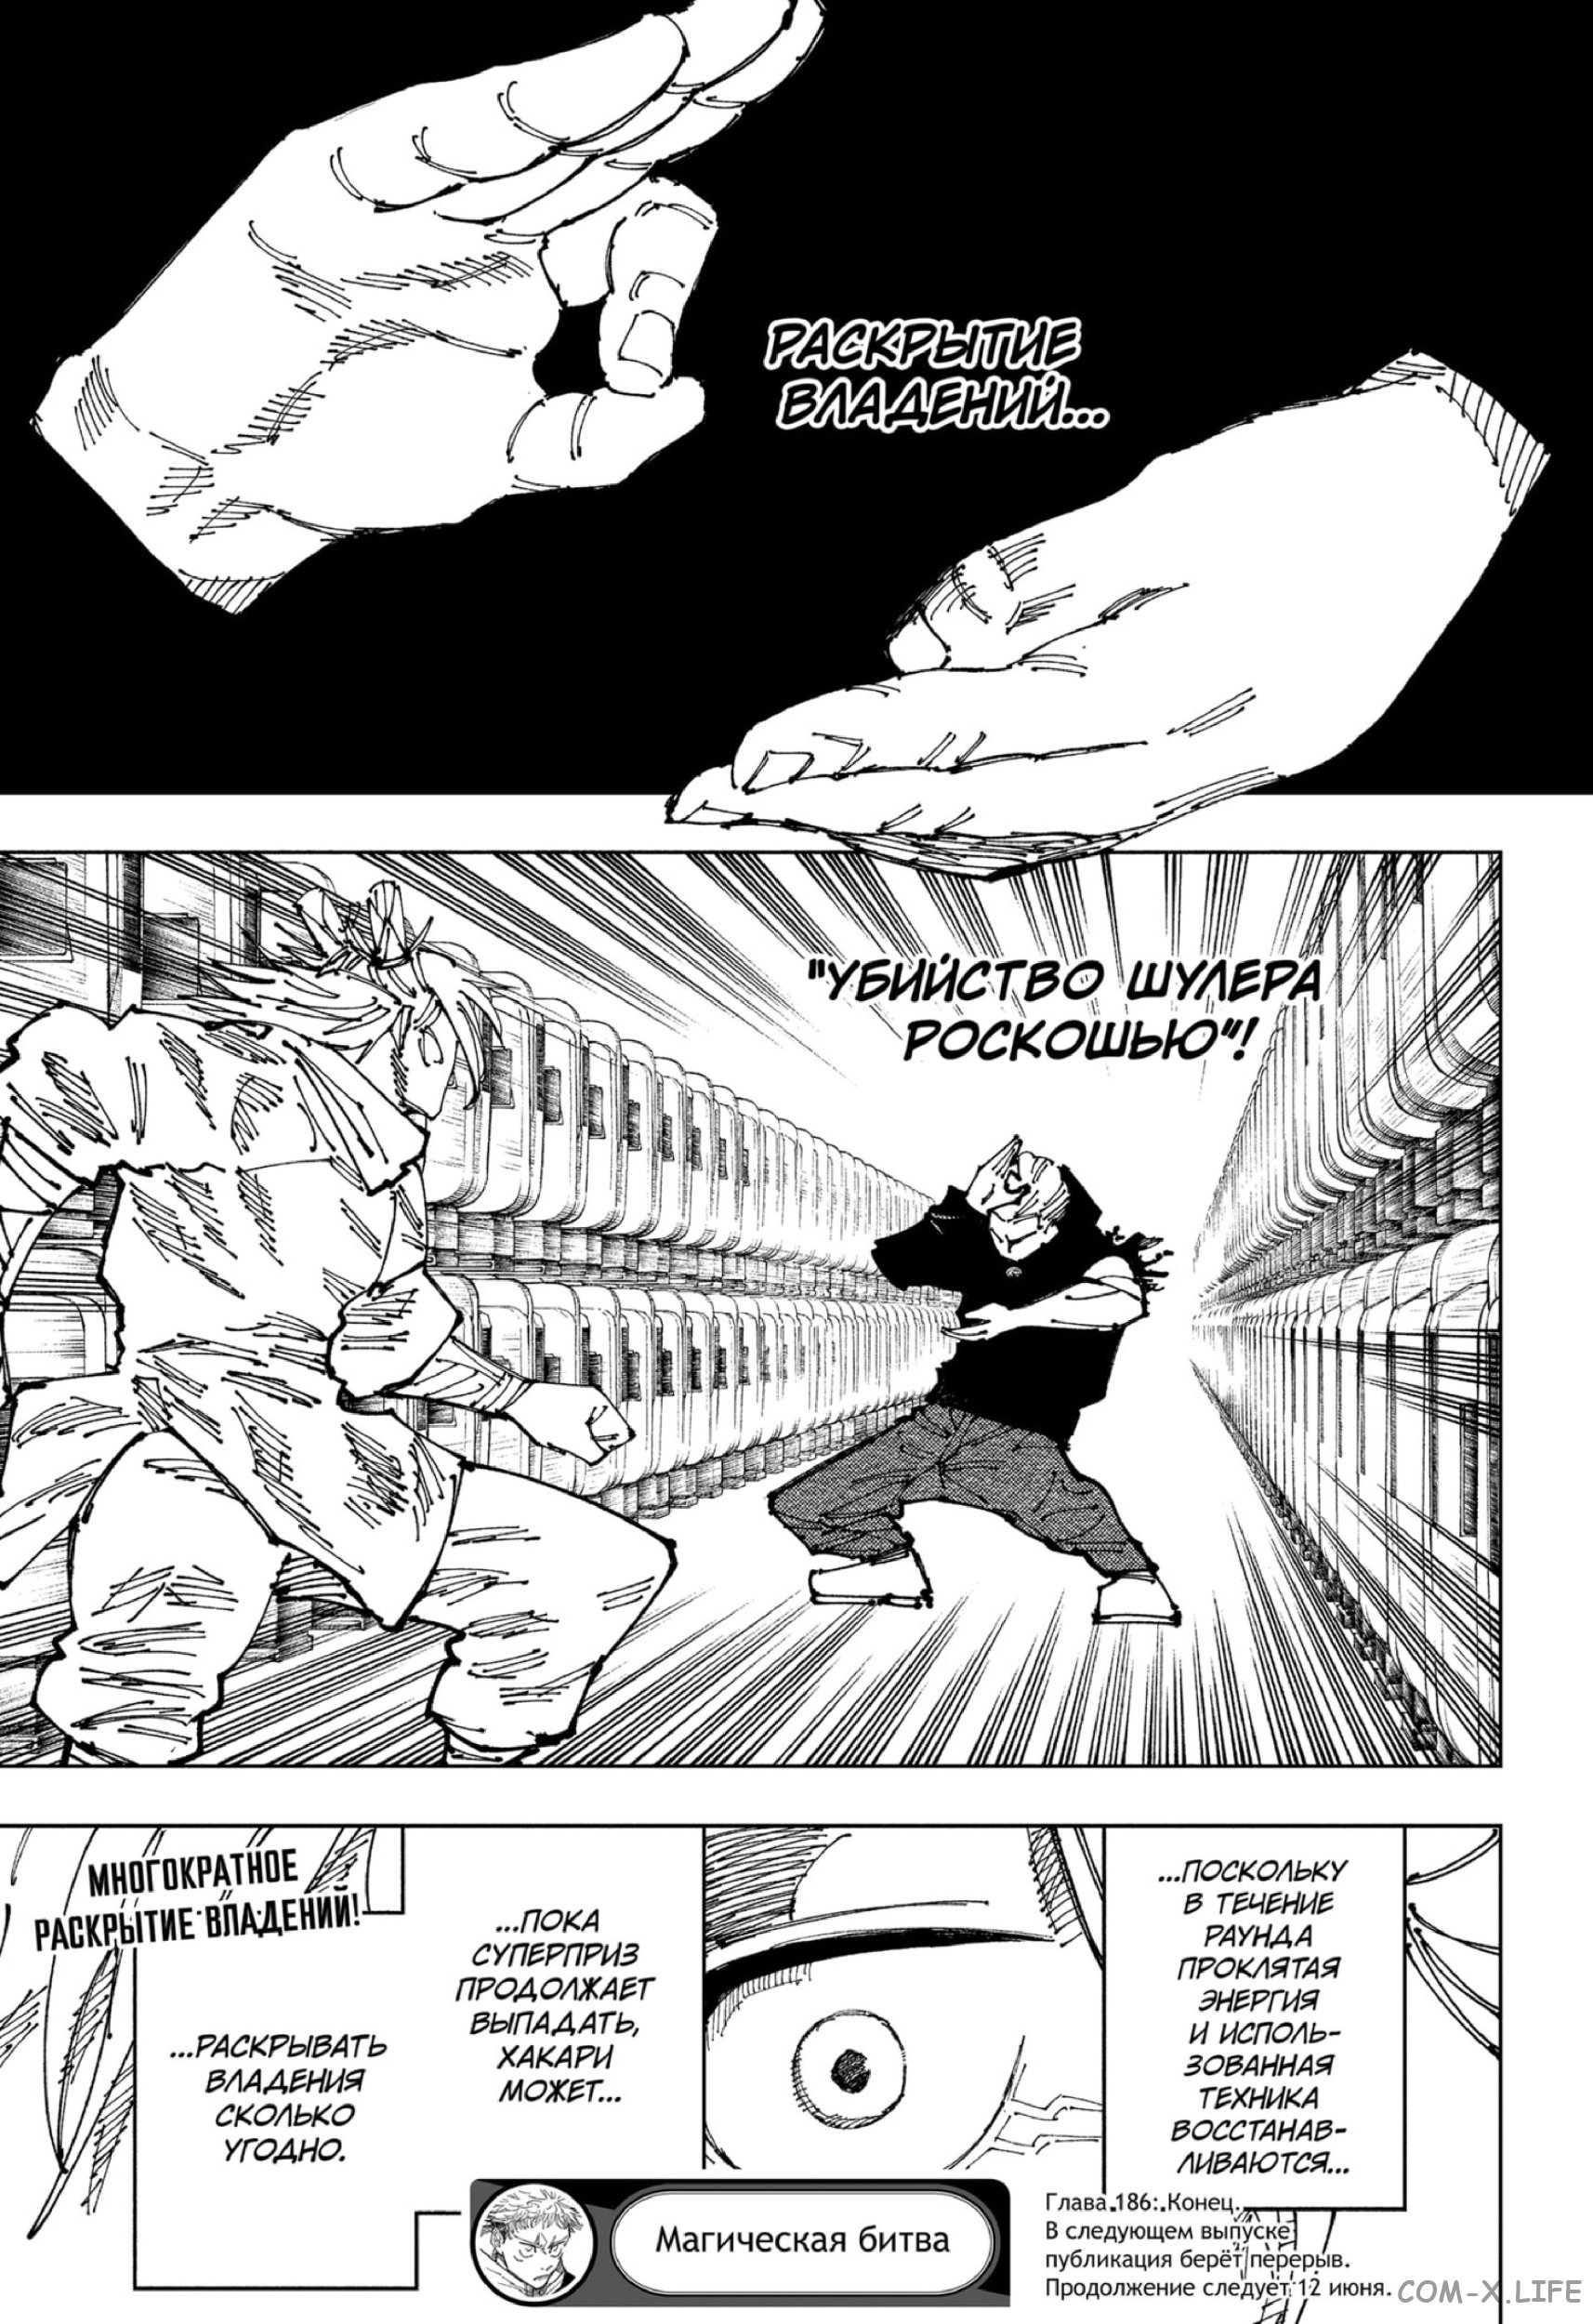 РАСКРЫТИЕ
ВЛАДЕНИЙ...
"УБИЙСТВО ШУЛЕРА
РОСКОШЬЮ"!
...ПОСКОЛЬКУ
В ТЕЧЕНИЕ
РАУНДА
ПРОКЛЯТАЯ
ЭНЕРГИЯ
И ИСПОЛЬ-
ЗОВАННАЯ
ТЕХНИКА
ВОССТАНАВ-
ЛИВАЮТСЯ...
...ПОКА
СУПЕРПРИЗ
ПРОДОЛЖАЕТ
ВЫПАДАТЬ,
ХАКАРИ
МОЖЕТ...
...РАСКРЫВАТЬ
ВЛАДЕНИЯ
СКОЛЬКО
УГОДНО.
МНОГОКРАТНОЕ
РАСКРЫТИЕ ВЛАДЕНИЙ!
Магическая битва
Глава 186: Конец.
В следующем выпуске
публикация берёт перерыв.
Продолжение следует 12 июня.
COM-X.LIFE